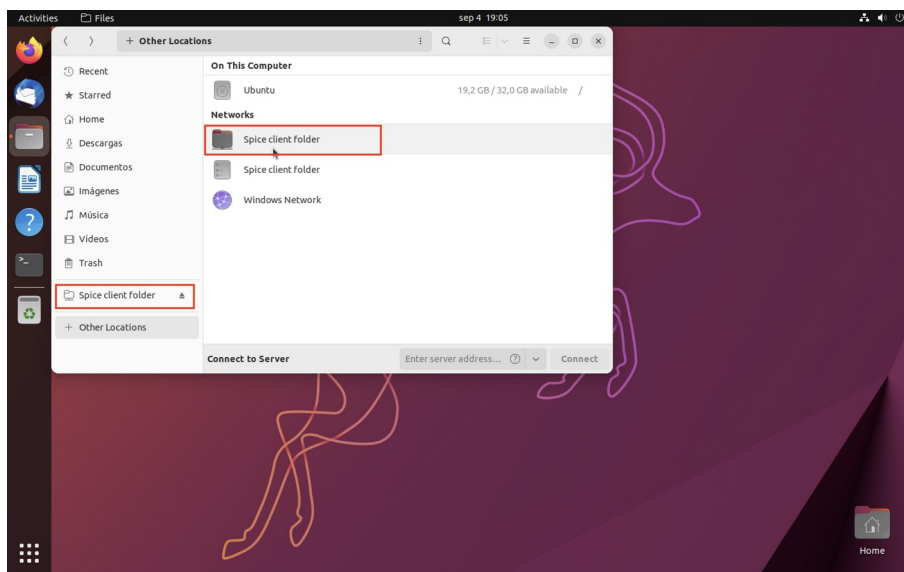 Activities Files sep 4 19:05
+ Other Locations
Recent
Starred
Home
Descargas
Documentos
Imágenes
Música
Vídeos
Trash
Spice client folder
+ Other Locations
On This Computer
Ubuntu 19,2 GB / 32,0 GB available /
Networks
Spice client folder
Spice client folder
Windows Network
Connect to Server Enter server address... ? Connect
?
>_
Home